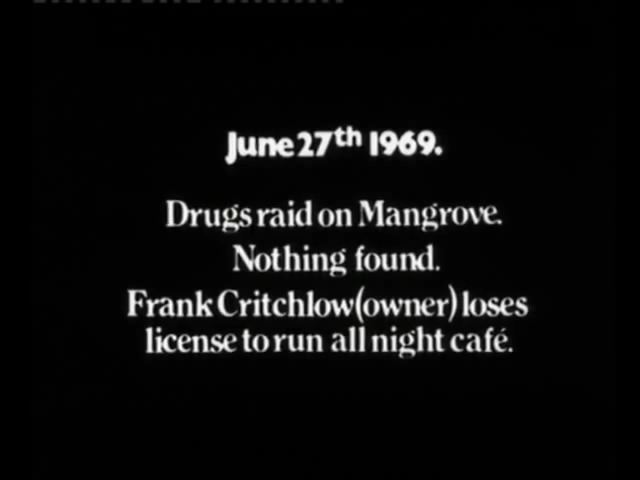 June 27th 1969.
Drugs raid on Mangrove.
Nothing found.
Frank Critchlow(owner) loses
license to run all night café.